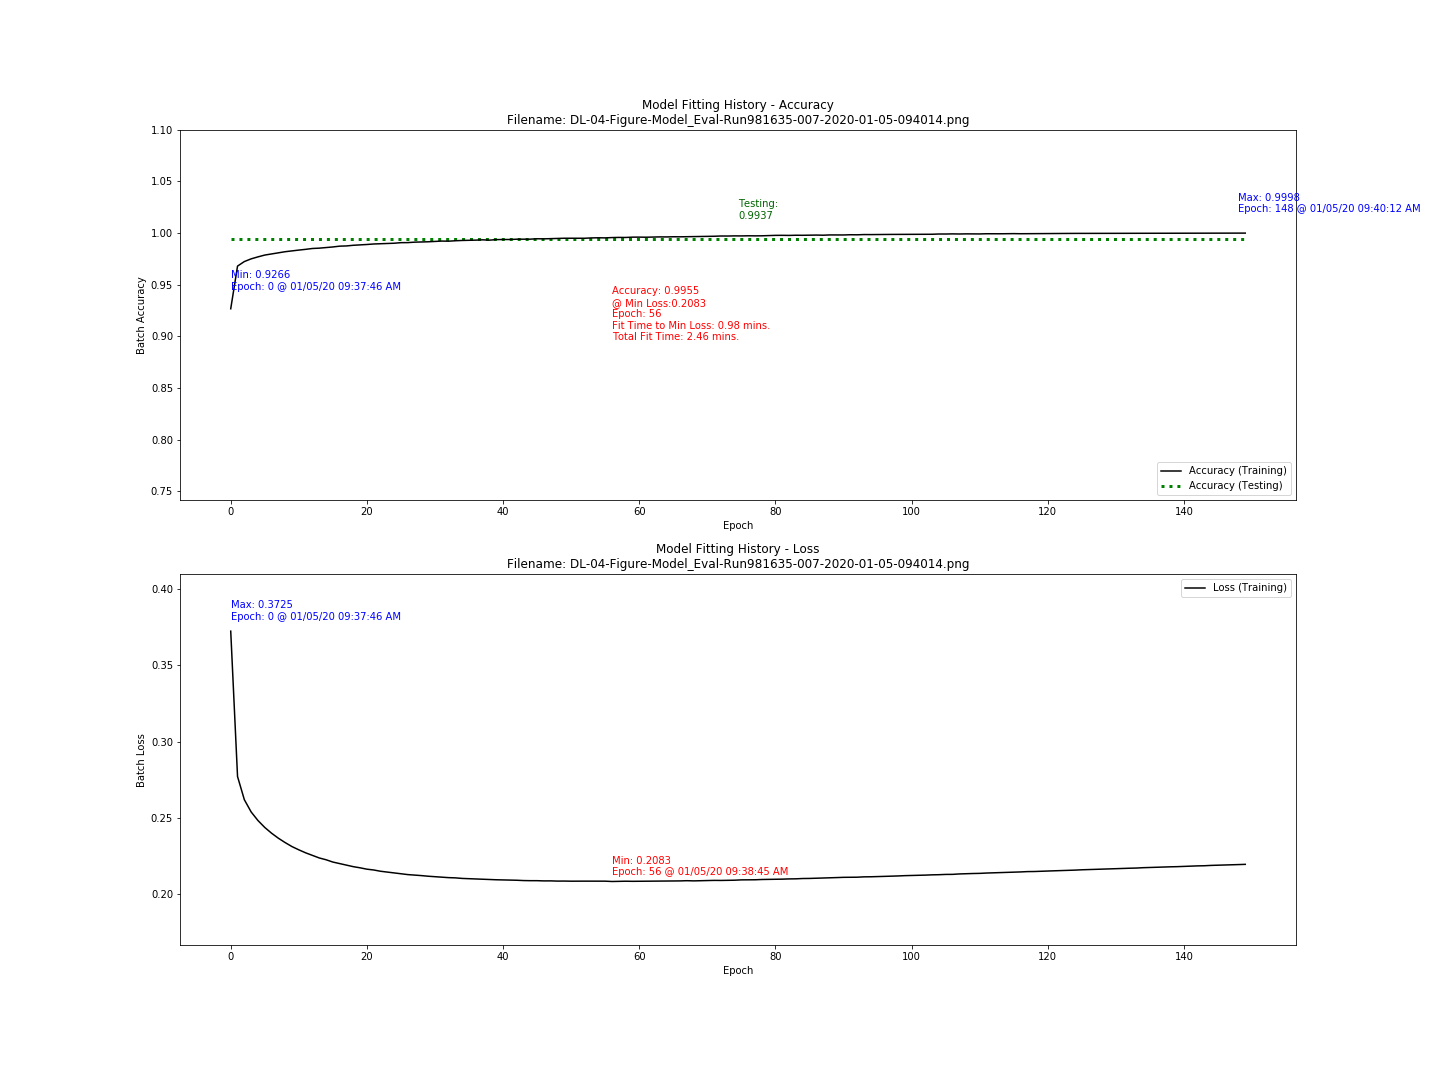 Model Fitting History - Accuracy
Filename: DL-04-Figure-Model_Eval-Run981635-007-2020-01-05-094014.png
1.10
1.05
1.00
0.95
0.90
0.85
0.80
0.75
Batch Accuracy
Testing:
0.9937
Max: 0.9998
Epoch: 148 @ 01/05/20 09:40:12 AM
Min: 0.9266
Epoch: 0 @ 01/05/20 09:37:46 AM
Accuracy: 0.9955
@ Min Loss:0.2083
Epoch: 56
Fit Time to Min Loss: 0.98 mins.
Total Fit Time: 2.46 mins.
Accuracy (Training)
Accuracy (Testing)
0 20 40 60 80 100 120 140
Epoch
Model Fitting History - Loss
Filename: DL-04-Figure-Model_Eval-Run981635-007-2020-01-05-094014.png
0.40
0.35
0.30
0.25
0.20
Batch Loss
Loss (Training)
Max: 0.3725
Epoch: 0 @ 01/05/20 09:37:46 AM
Min: 0.2083
Epoch: 56 @ 01/05/20 09:38:45 AM
0 20 40 60 80 100 120 140
Epoch